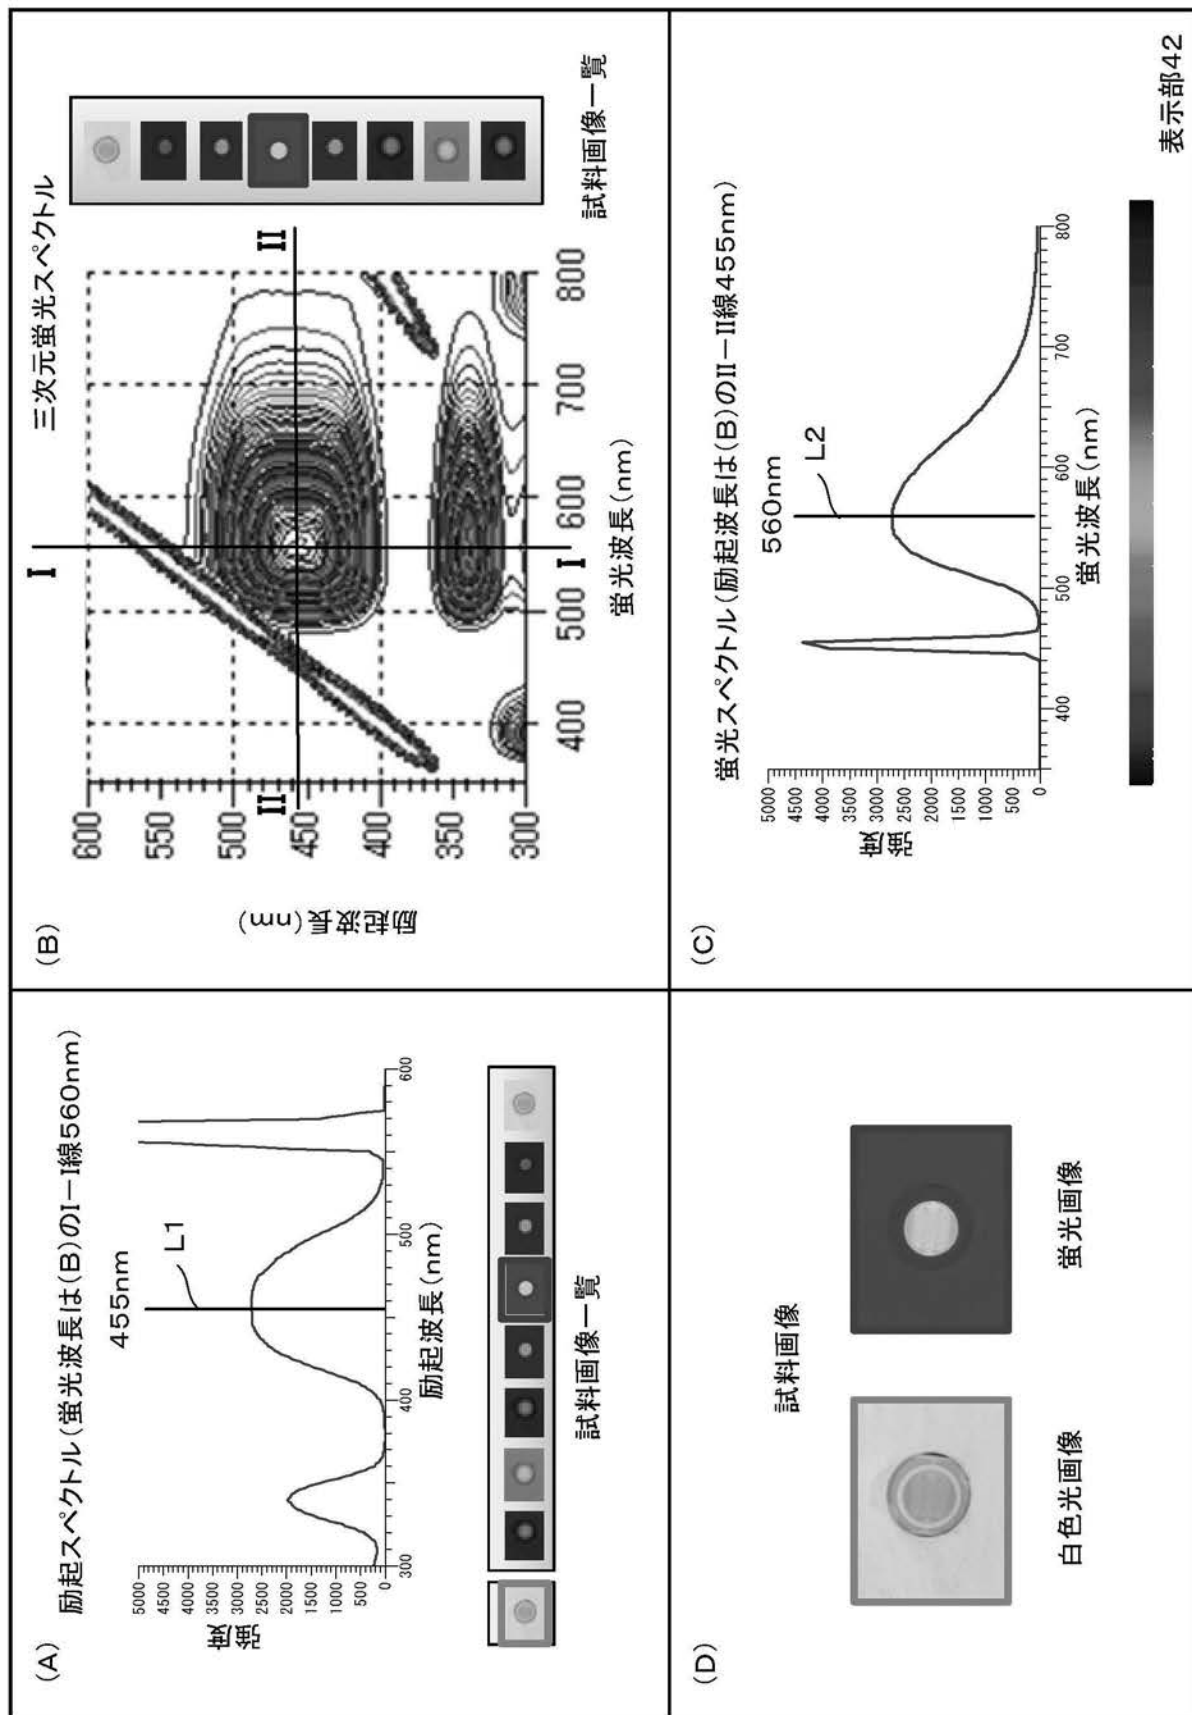 (A)
励起スペクトル(蛍光波長は(B)のI-I線560nm)
455nm
L1
強度
5000
4500
4000
3500
3000
2500
2000
1500
1000
500
0
300
400
500
600
励起波長(nm)
試料画像一覧
(B)
三次元蛍光スペクトル
I
II
励起波長(nm)
600
550
500
450
400
350
300
II
I
400
500
600
700
800
蛍光波長(nm)
試料画像一覧
(D)
試料画像
白色光画像
蛍光画像
(C)
蛍光スペクトル(励起波長は(B)のII-II線455nm)
560nm
L2
強度
5000
4500
4000
3500
3000
2500
2000
1500
1000
500
0
400
500
600
700
800
蛍光波長(nm)
表示部42